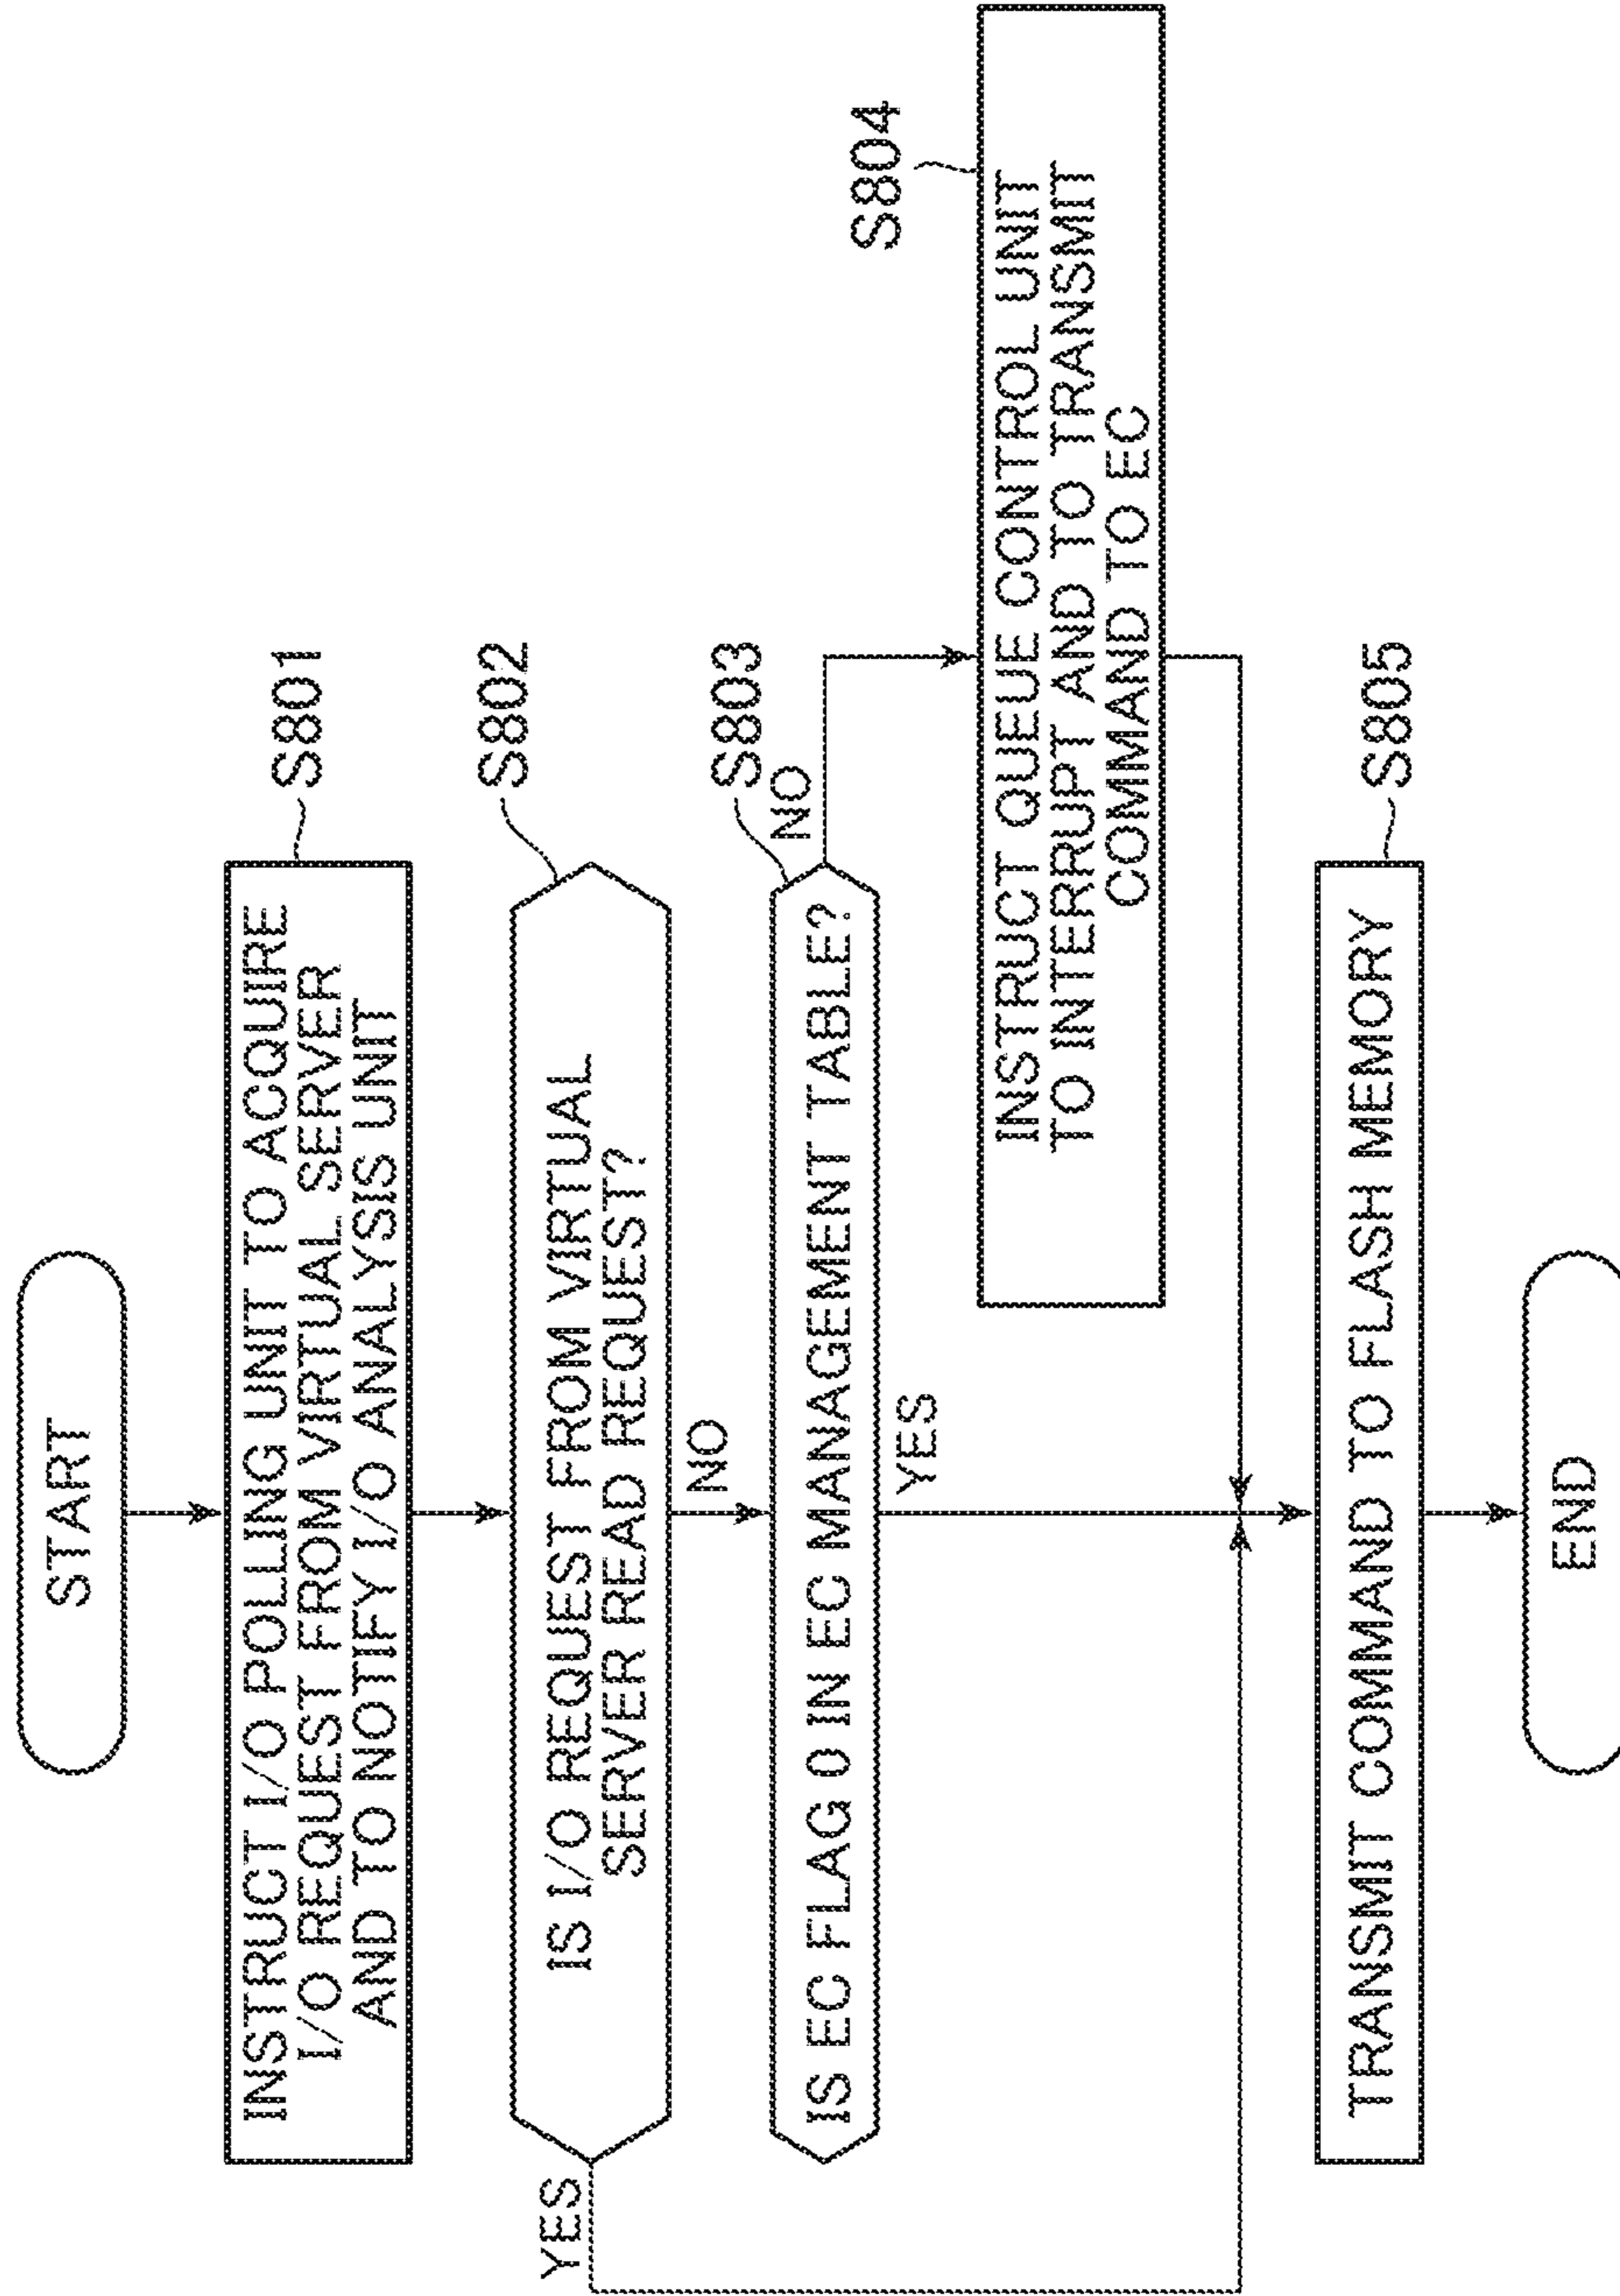 START
S801
INSTRUCT I/O POLLING UNIT TO ACQUIRE
I/O REQUEST FROM VIRTUAL SERVER
AND TO NOTIFY I/O ANALYSIS UNIT
S802
IS I/O REQUEST FROM VIRTUAL
SERVER READ REQUEST?
YES
NO
S803
IS EC FLAG 0 IN EC MANAGEMENT TABLE?
NO
YES
S804
INSTRUCT QUEUE CONTROL UNIT
TO INTERRUPT AND TO TRANSMIT
COMMAND TO EC
S805
TRANSMIT COMMAND TO FLASH MEMORY
END